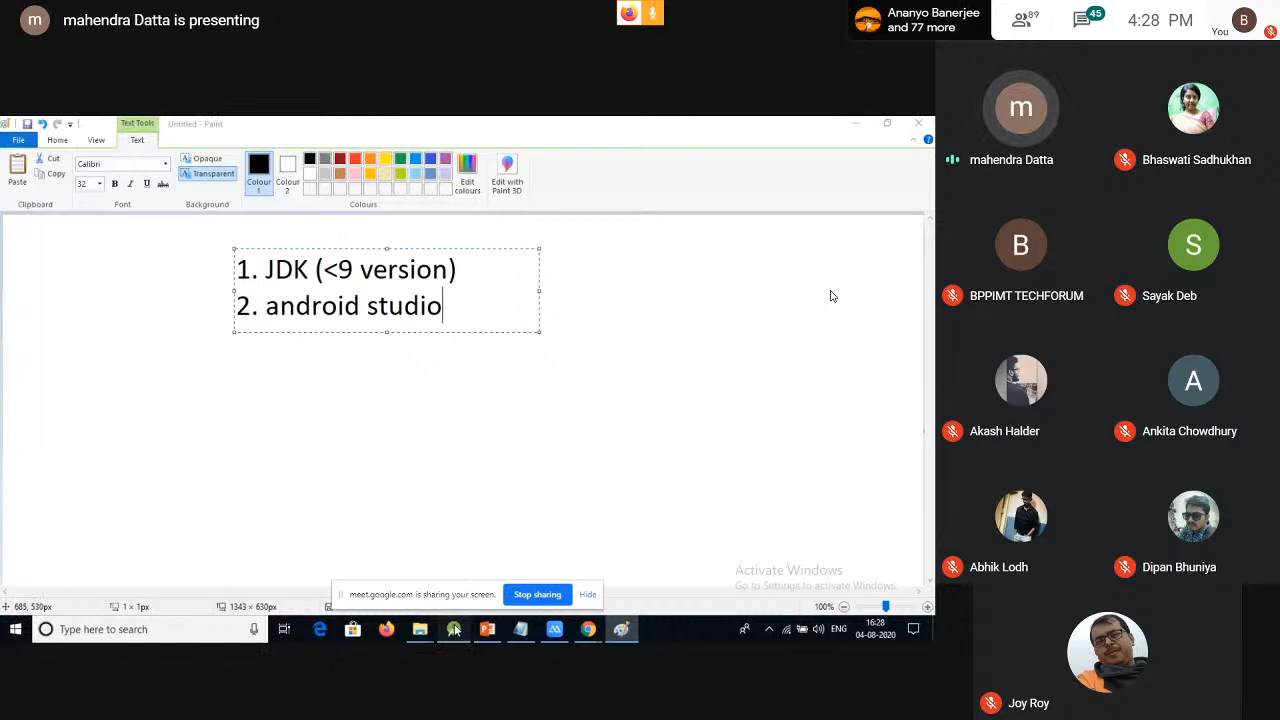 m
mahendra Datta is presenting
Ananyo Banerjee
and 77 more
89
45
4:28 PM
You
B
Text Tools
Untitled - Paint
File
Home
View
Text
Paste
Cut
Copy
Clipboard
Calibri
32
B
I
U
abc
Font
Opaque
Transparent
Background
Colour
1
Colour
2
Edit
colours
Edit with
Paint 3D
Colours
1. JDK (<9 version)
2. android studio
Activate Windows
Go to Settings to activate Windows.
meet.google.com is sharing your screen.
Stop sharing
Hide
685, 530px
1 × 1px
1343 × 630px
100%
Type here to search
ENG
16:28
04-08-2020
m
mahendra Datta
Bhaswati Sadhukhan
B
BPPIMT TECHFORUM
S
Sayak Deb
Akash Halder
A
Ankita Chowdhury
Abhik Lodh
Dipan Bhuniya
Joy Roy